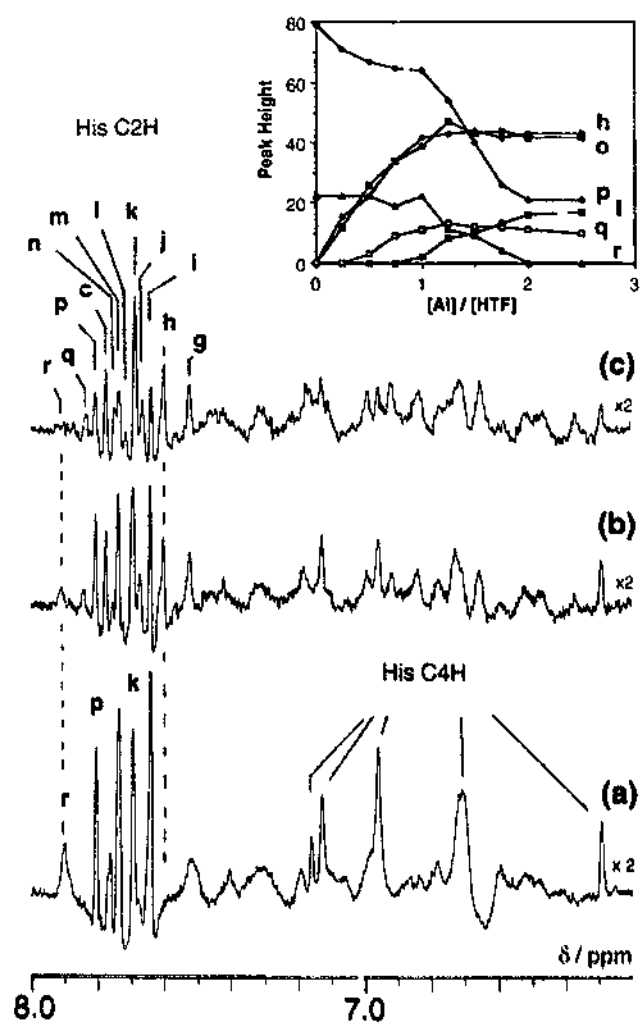 80
60
40
20
0
Peak Height
0 1 2 3
[Al] / [HTF]
h
o
p
l
q
r
His C2H
k
l
j
m
i
n
c
p
h
q
g
r
(c)
x2
(b)
x2
His C4H
p
k
r
(a)
x 2
δ / ppm
8.0 7.0